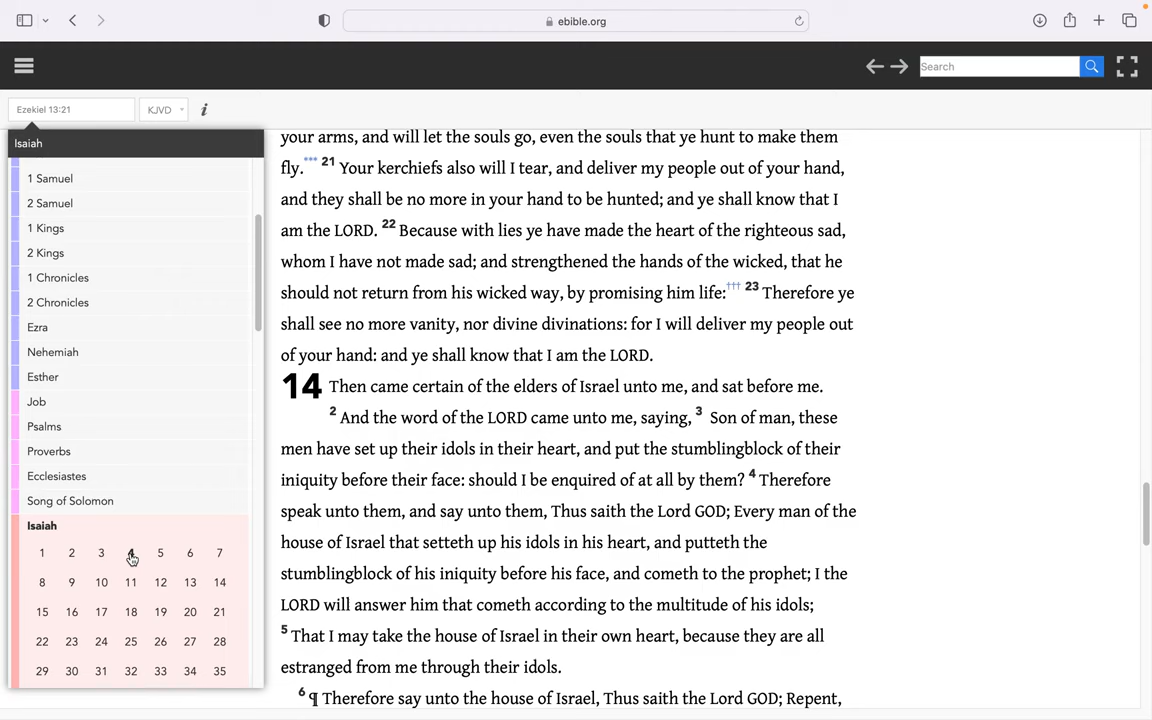 ebible.org
Search
Ezekiel 13:21
KJVD
i
Isaiah
1 Samuel
2 Samuel
1 Kings
2 Kings
1 Chronicles
2 Chronicles
Ezra
Nehemiah
Esther
Job
Psalms
Proverbs
Ecclesiastes
Song of Solomon
Isaiah
1 2 3 4 5 6 7
8 9 10 11 12 13 14
15 16 17 18 19 20 21
22 23 24 25 26 27 28
29 30 31 32 33 34 35
your arms, and will let the souls go, even the souls that ye hunt to make them
fly.*** 21 Your kerchiefs also will I tear, and deliver my people out of your hand,
and they shall be no more in your hand to be hunted; and ye shall know that I
am the LORD. 22 Because with lies ye have made the heart of the righteous sad,
whom I have not made sad; and strengthened the hands of the wicked, that he
should not return from his wicked way, by promising him life:††† 23 Therefore ye
shall see no more vanity, nor divine divinations: for I will deliver my people out
of your hand: and ye shall know that I am the LORD.
14 Then came certain of the elders of Israel unto me, and sat before me.
2 And the word of the LORD came unto me, saying, 3 Son of man, these
men have set up their idols in their heart, and put the stumblingblock of their
iniquity before their face: should I be enquired of at all by them? 4 Therefore
speak unto them, and say unto them, Thus saith the Lord GOD; Every man of the
house of Israel that setteth up his idols in his heart, and putteth the
stumblingblock of his iniquity before his face, and cometh to the prophet; I the
LORD will answer him that cometh according to the multitude of his idols;
5 That I may take the house of Israel in their own heart, because they are all
estranged from me through their idols.
6 ¶ Therefore say unto the house of Israel, Thus saith the Lord GOD; Repent,